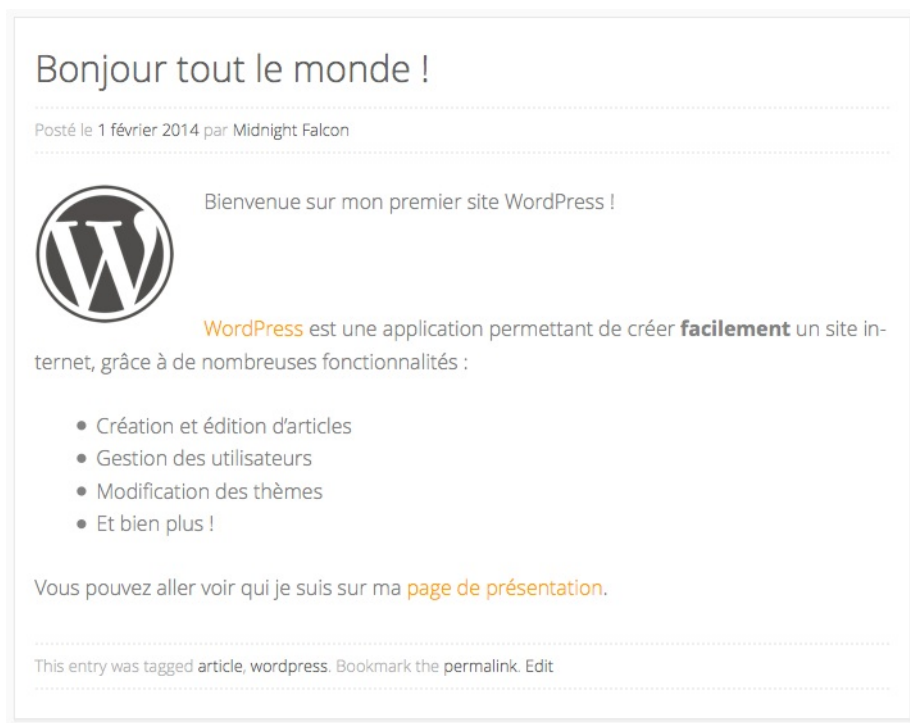 Bonjour tout le monde !
Posté le 1 février 2014 par Midnight Falcon
Bienvenue sur mon premier site WordPress !
WordPress est une application permettant de créer facilement un site in-
ternet, grâce à de nombreuses fonctionnalités :
• Création et édition d'articles
• Gestion des utilisateurs
• Modification des thèmes
• Et bien plus !
Vous pouvez aller voir qui je suis sur ma page de présentation.
This entry was tagged article, wordpress. Bookmark the permalink. Edit